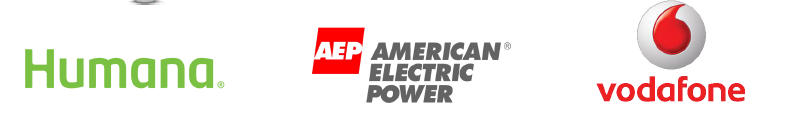 Humana®
AEP AMERICAN®
ELECTRIC
POWER
vodafone